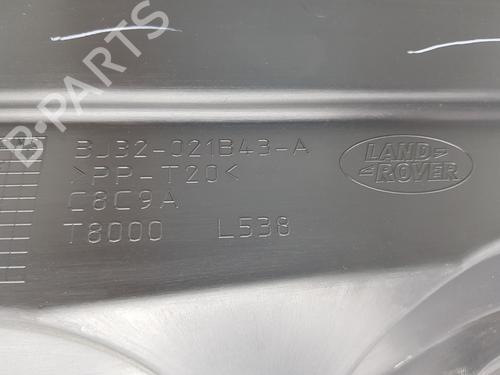 BJ32-021B43-A
>PP-T20<
C8C9A
T8000 L538
LAND
ROVER
B-Parts